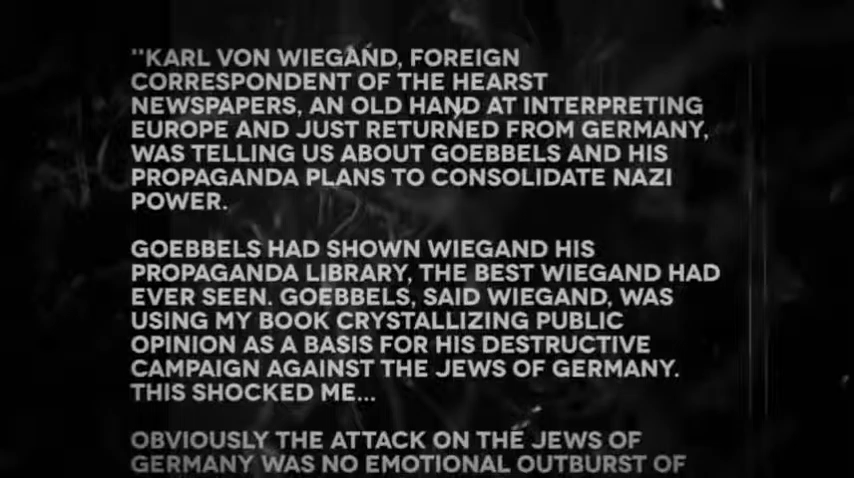 "KARL VON WIEGAND, FOREIGN
CORRESPONDENT OF THE HEARST
NEWSPAPERS, AN OLD HAND AT INTERPRETING
EUROPE AND JUST RETURNED FROM GERMANY,
WAS TELLING US ABOUT GOEBBELS AND HIS
PROPAGANDA PLANS TO CONSOLIDATE NAZI
POWER.
GOEBBELS HAD SHOWN WIEGAND HIS
PROPAGANDA LIBRARY, THE BEST WIEGAND HAD
EVER SEEN. GOEBBELS, SAID WIEGAND, WAS
USING MY BOOK CRYSTALLIZING PUBLIC
OPINION AS A BASIS FOR HIS DESTRUCTIVE
CAMPAIGN AGAINST THE JEWS OF GERMANY.
THIS SHOCKED ME...
OBVIOUSLY THE ATTACK ON THE JEWS OF
GERMANY WAS NO EMOTIONAL OUTBURST OF